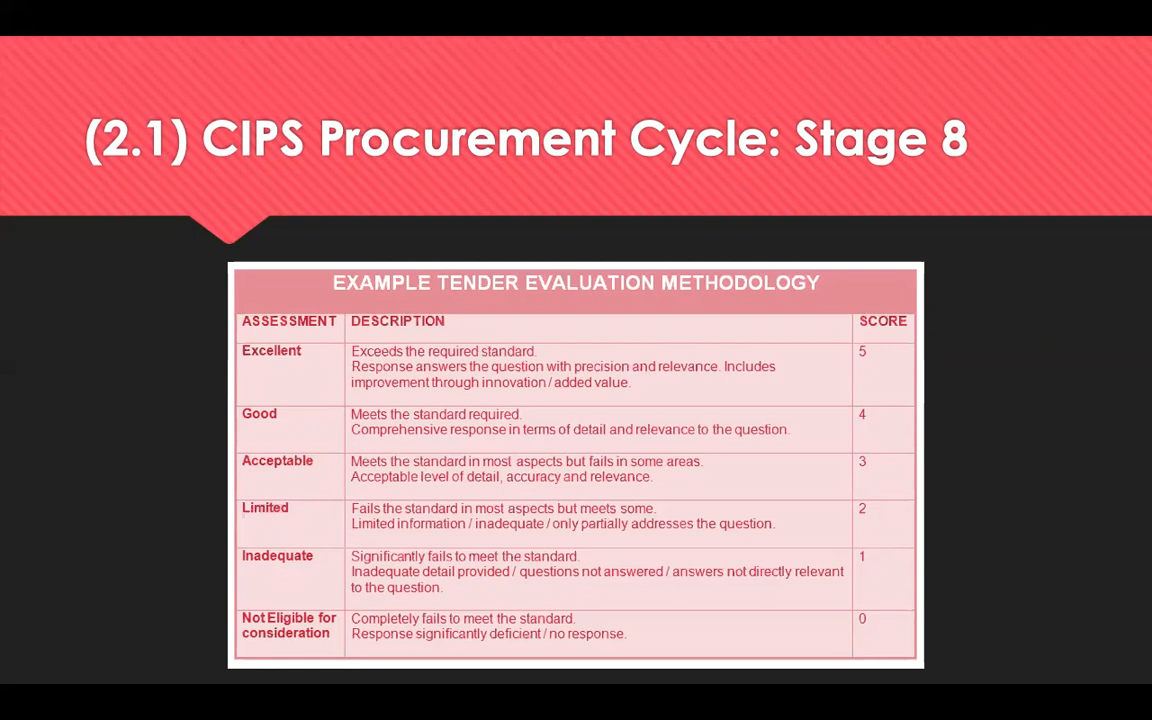 (2.1) CIPS Procurement Cycle: Stage 8
EXAMPLE TENDER EVALUATION METHODOLOGY
ASSESSMENT DESCRIPTION SCORE
Excellent Exceeds the required standard. 5
Response answers the question with precision and relevance. Includes
improvement through innovation / added value.
Good Meets the standard required. 4
Comprehensive response in terms of detail and relevance to the question.
Acceptable Meets the standard in most aspects but fails in some areas. 3
Acceptable level of detail, accuracy and relevance.
Limited Fails the standard in most aspects but meets some. 2
Limited information / inadequate / only partially addresses the question.
Inadequate Significantly fails to meet the standard. 1
Inadequate detail provided / questions not answered / answers not directly relevant
to the question.
Not Eligible for Completely fails to meet the standard. 0
consideration Response significantly deficient / no response.